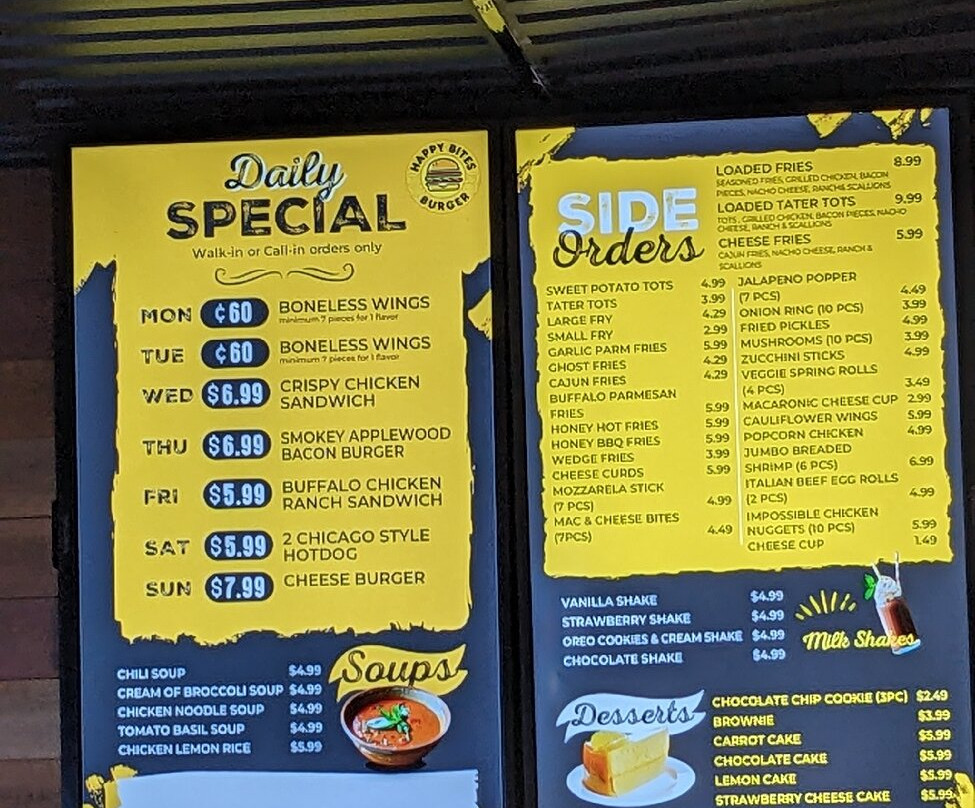 Daily
SPECIAL
HAPPY BITES
BURGER
Walk-in or Call-in orders only
MON ¢60 BONELESS WINGS
minimum 7 pieces for 1 flavor
TUE ¢60 BONELESS WINGS
minimum 7 pieces for 1 flavor
WED $6.99 CRISPY CHICKEN
SANDWICH
THU $6.99 SMOKEY APPLEWOOD
BACON BURGER
FRI $5.99 BUFFALO CHICKEN
RANCH SANDWICH
SAT $5.99 2 CHICAGO STYLE
HOTDOG
SUN $7.99 CHEESE BURGER
Soups
CHILI SOUP $4.99
CREAM OF BROCCOLI SOUP $4.99
CHICKEN NOODLE SOUP $4.99
TOMATO BASIL SOUP $4.99
CHICKEN LEMON RICE $5.99
SIDE
Orders
LOADED FRIES 8.99
SEASONED FRIES, GRILLED CHICKEN, BACON
PIECES, NACHO CHEESE, RANCH& SCALLIONS
LOADED TATER TOTS 9.99
TOTS, GRILLED CHICKEN, BACON PIECES, NACHO
CHEESE, RANCH & SCALLIONS
CHEESE FRIES 5.99
CAJUN FRIES, NACHO CHEESE, RANCH &
SCALLIONS
SWEET POTATO TOTS 4.99
TATER TOTS 3.99
LARGE FRY 4.29
SMALL FRY 2.99
GARLIC PARM FRIES 5.99
GHOST FRIES 4.29
CAJUN FRIES 4.29
BUFFALO PARMESAN
FRIES 5.99
HONEY HOT FRIES 5.99
HONEY BBQ FRIES 5.99
WEDGE FRIES 3.99
CHEESE CURDS 5.99
MOZZARELA STICK
(7 PCS) 4.99
MAC & CHEESE BITES
(7PCS) 4.49
JALAPENO POPPER
(7 PCS) 4.49
ONION RING (10 PCS) 3.99
FRIED PICKLES 4.99
MUSHROOMS (10 PCS) 3.99
ZUCCHINI STICKS 4.99
VEGGIE SPRING ROLLS
(4 PCS) 3.49
MACARONIC CHEESE CUP 2.99
CAULIFLOWER WINGS 5.99
POPCORN CHICKEN 4.99
JUMBO BREADED
SHRIMP (6 PCS) 6.99
ITALIAN BEEF EGG ROLLS
(2 PCS) 4.99
IMPOSSIBLE CHICKEN
NUGGETS (10 PCS) 5.99
CHEESE CUP 1.49
VANILLA SHAKE $4.99
STRAWBERRY SHAKE $4.99
OREO COOKIES & CREAM SHAKE $4.99
CHOCOLATE SHAKE $4.99
Milk Shakes
Desserts
CHOCOLATE CHIP COOKIE (3PC) $2.49
BROWNIE $3.99
CARROT CAKE $5.99
CHOCOLATE CAKE $5.99
LEMON CAKE $5.99
STRAWBERRY CHEESE CAKE $5.99